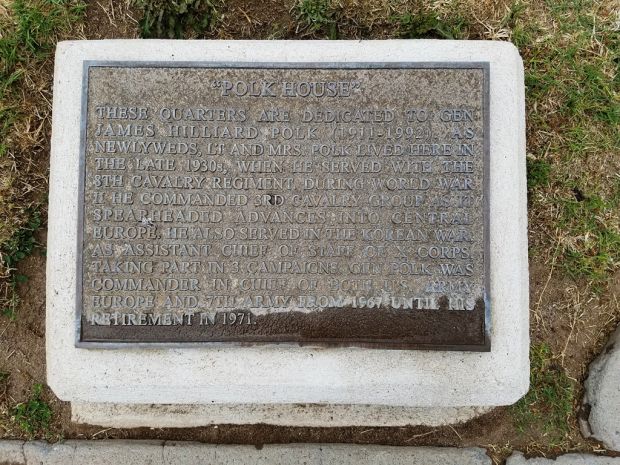 "POLK HOUSE"
THESE QUARTERS ARE DEDICATED TO GEN
JAMES HILLIARD POLK (1911-1992). AS
NEWLYWEDS, LT AND MRS. POLK LIVED HERE IN
THE LATE 1930s, WHEN HE SERVED WITH THE
8TH CAVALRY REGIMENT. DURING WORLD WAR
II HE COMMANDED 3RD CAVALRY GROUP AS IT
SPEARHEADED ADVANCES INTO CENTRAL
EUROPE. HE ALSO SERVED IN THE KOREAN WAR
AS ASSISTANT CHIEF OF STAFF OF X CORPS,
TAKING PART IN 3 CAMPAIGNS. GEN POLK WAS
COMMANDER IN CHIEF OF BOTH U.S. ARMY
EUROPE AND 7TH ARMY FROM 1967 UNTIL HIS
RETIREMENT IN 1971.